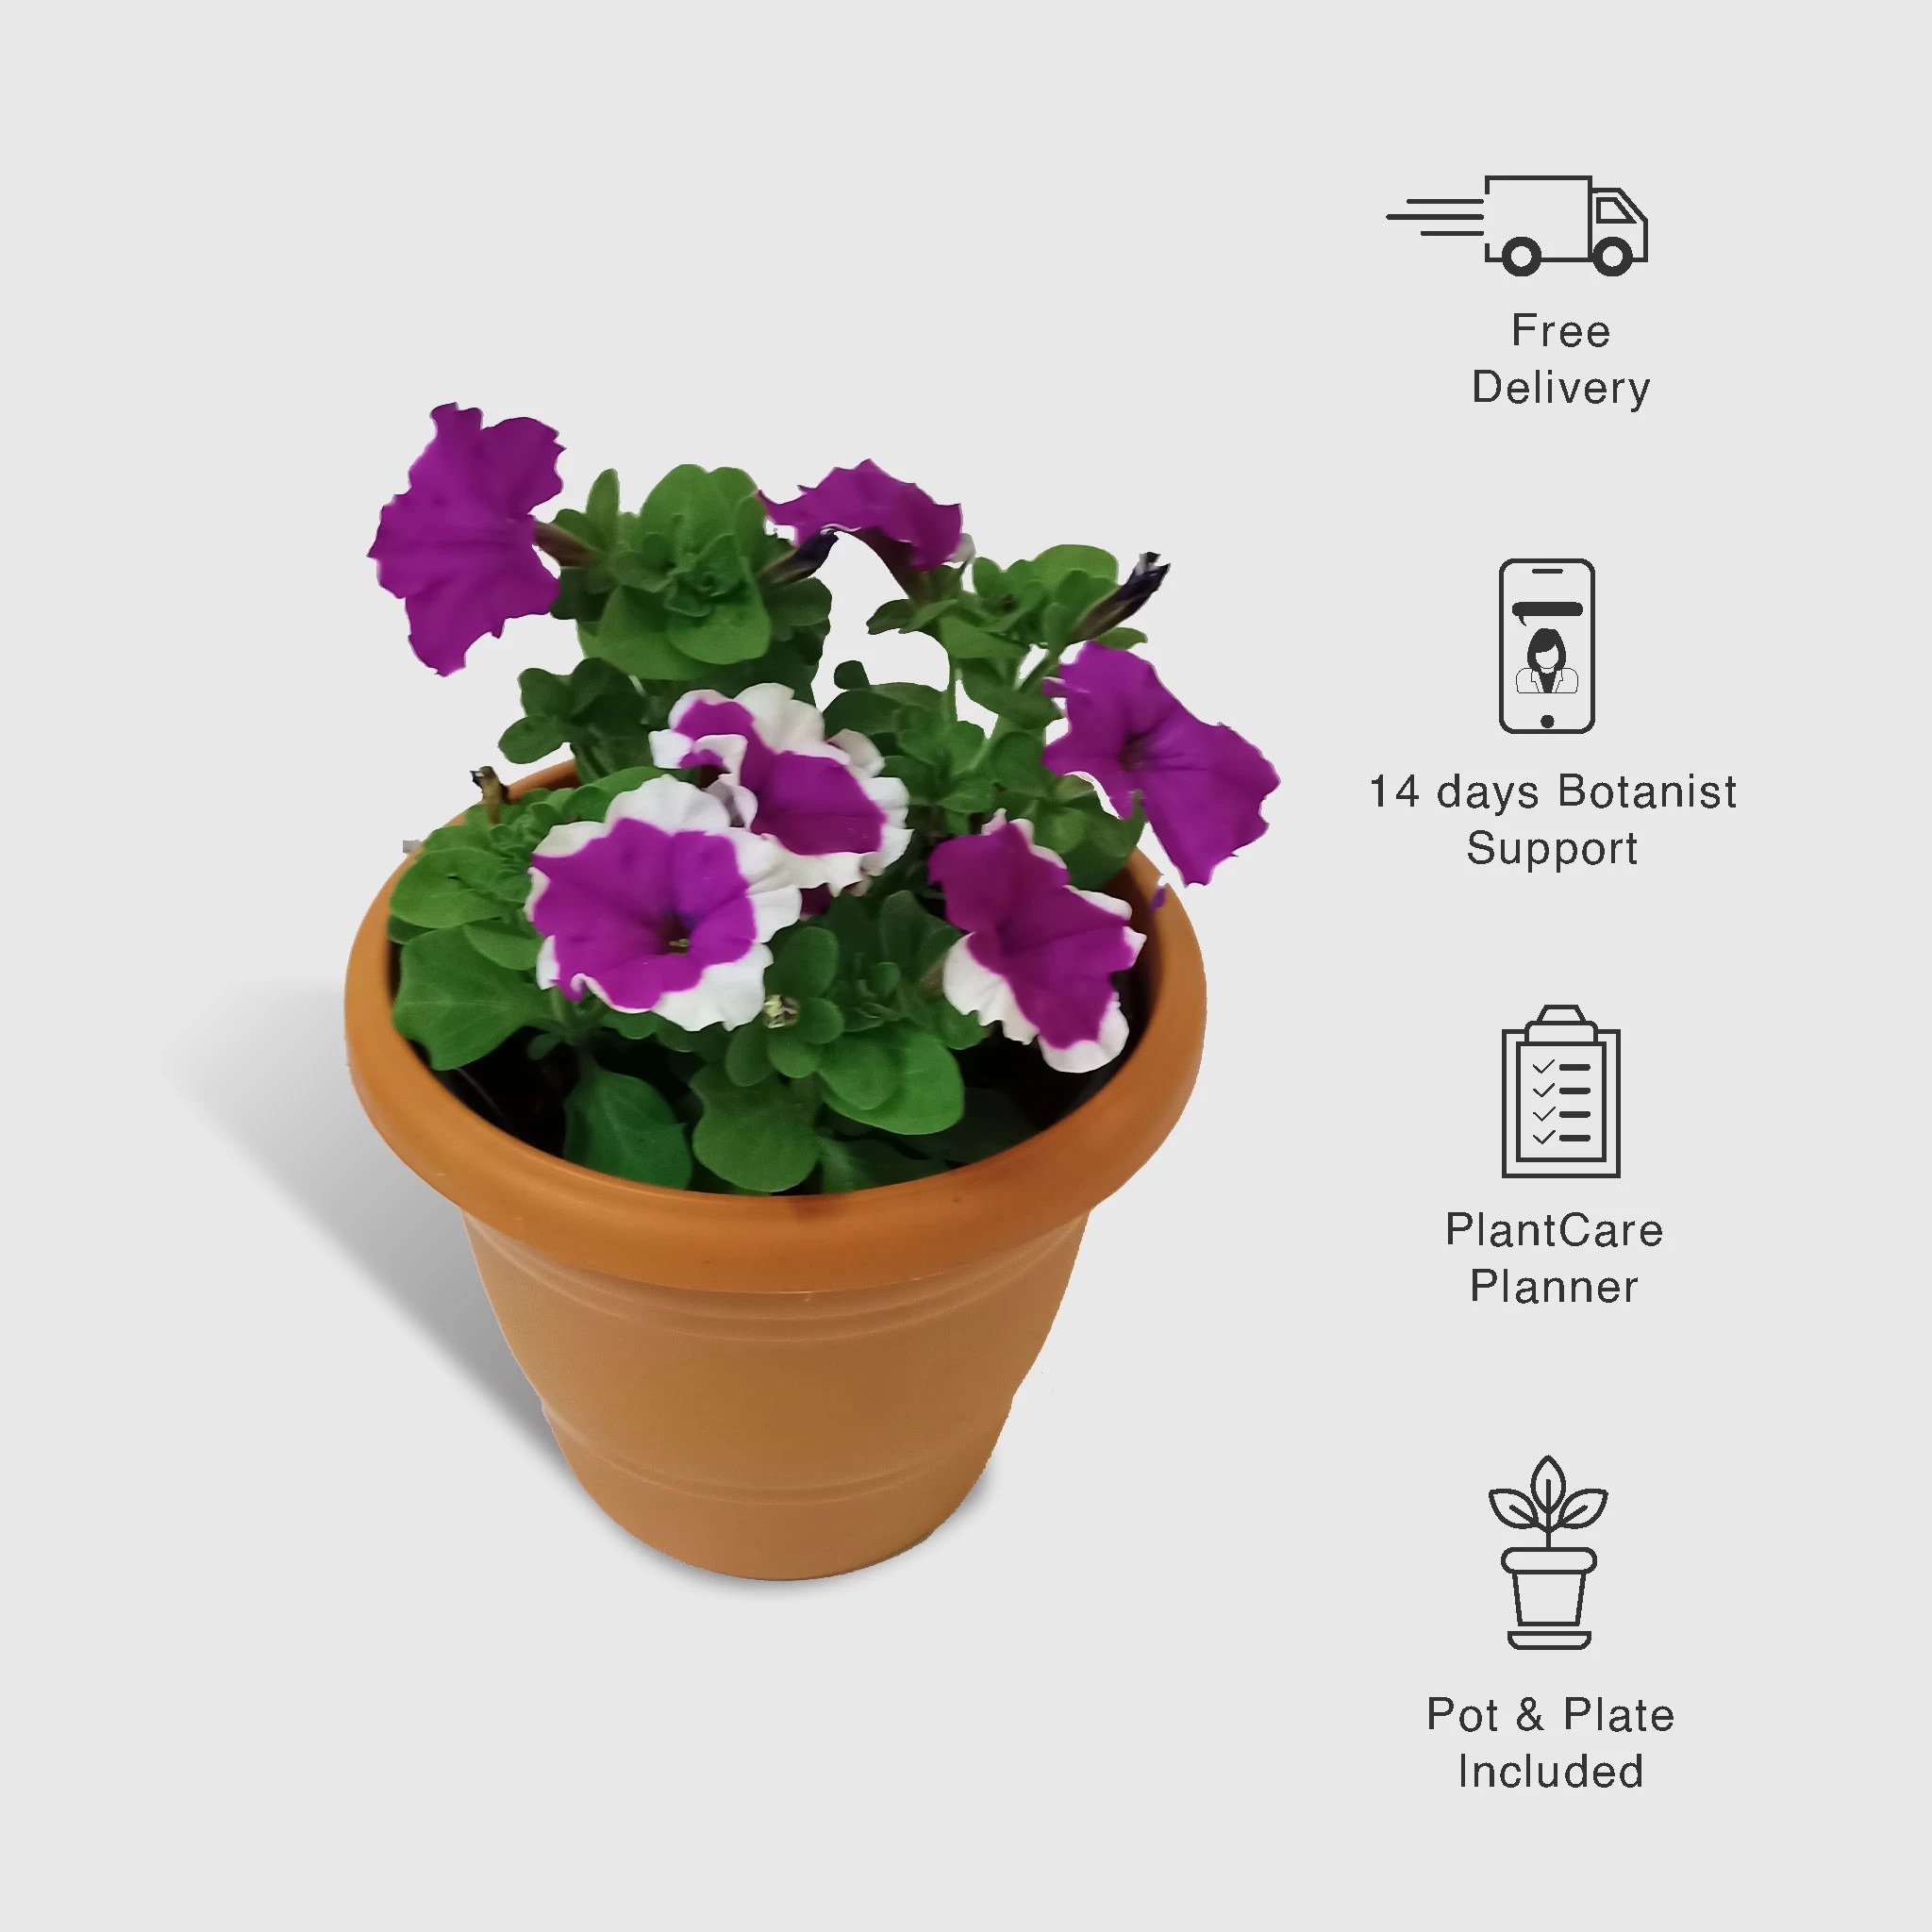 Free
Delivery
14 days Botanist
Support
PlantCare
Planner
Pot & Plate
Included